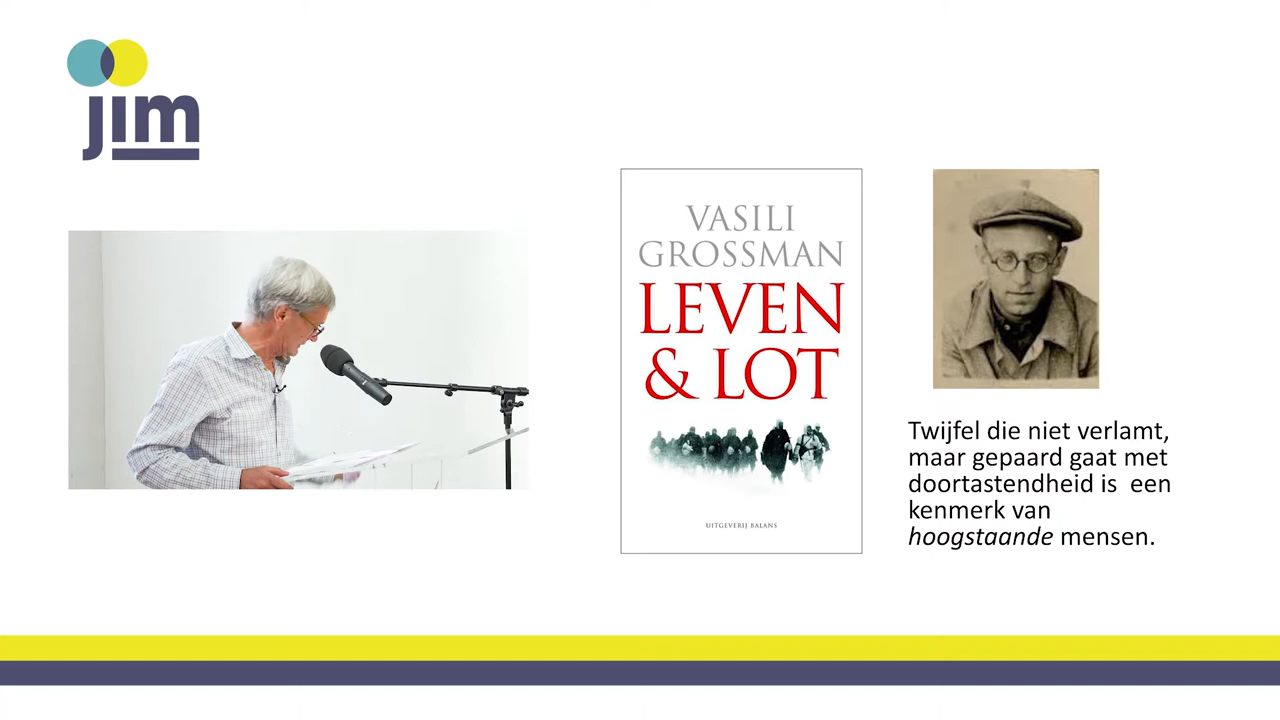 jim
VASILI
GROSSMAN
LEVEN
& LOT
UITGEVERIJ BALANS
Twijfel die niet verlamt,
maar gepaard gaat met
doortastendheid is  een
kenmerk van
hoogstaande mensen.